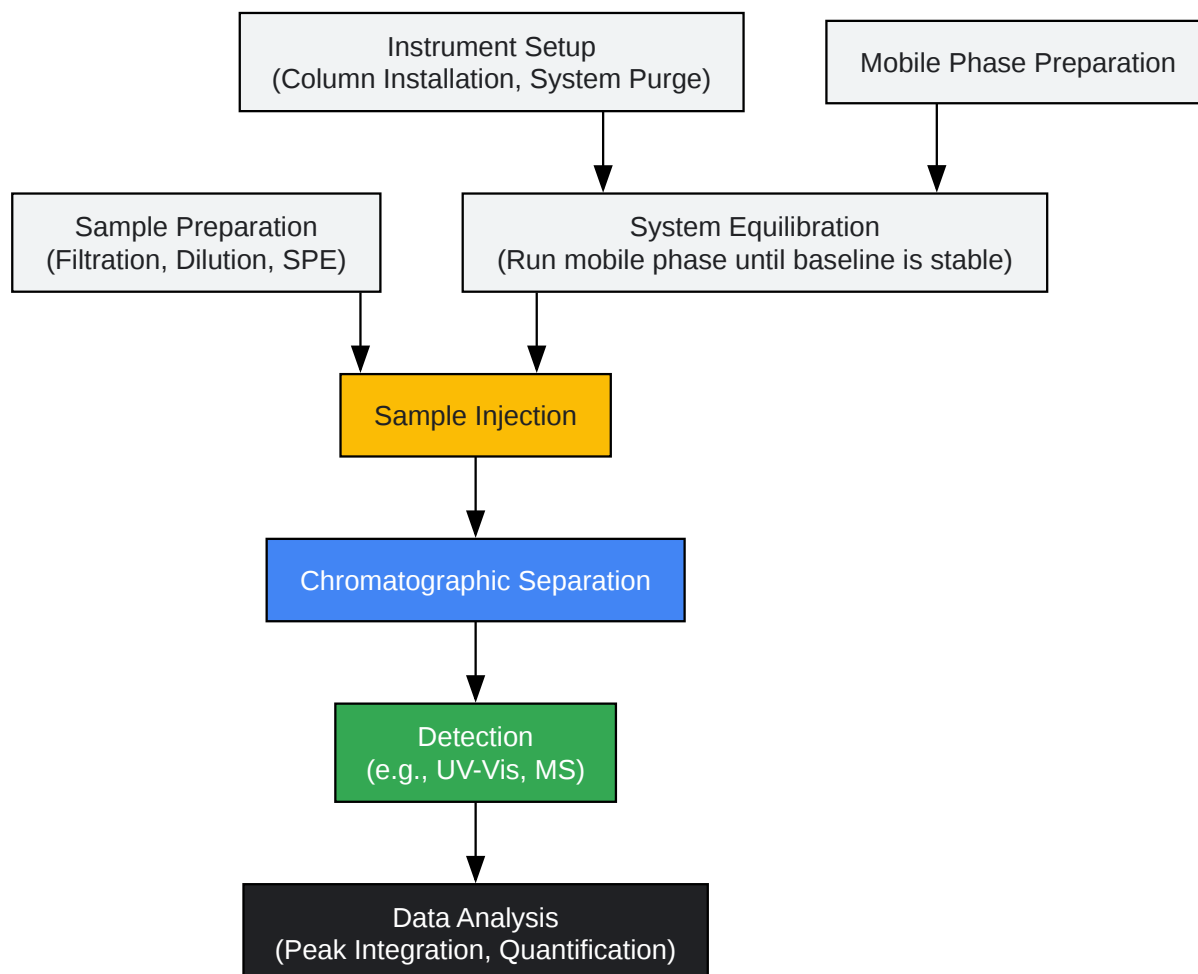 Instrument Setup
(Column Installation, System Purge)
Mobile Phase Preparation
Sample Preparation
(Filtration, Dilution, SPE)
System Equilibration
(Run mobile phase until baseline is stable)
Sample Injection
Chromatographic Separation
Detection
(e.g., UV-Vis, MS)
Data Analysis
(Peak Integration, Quantification)